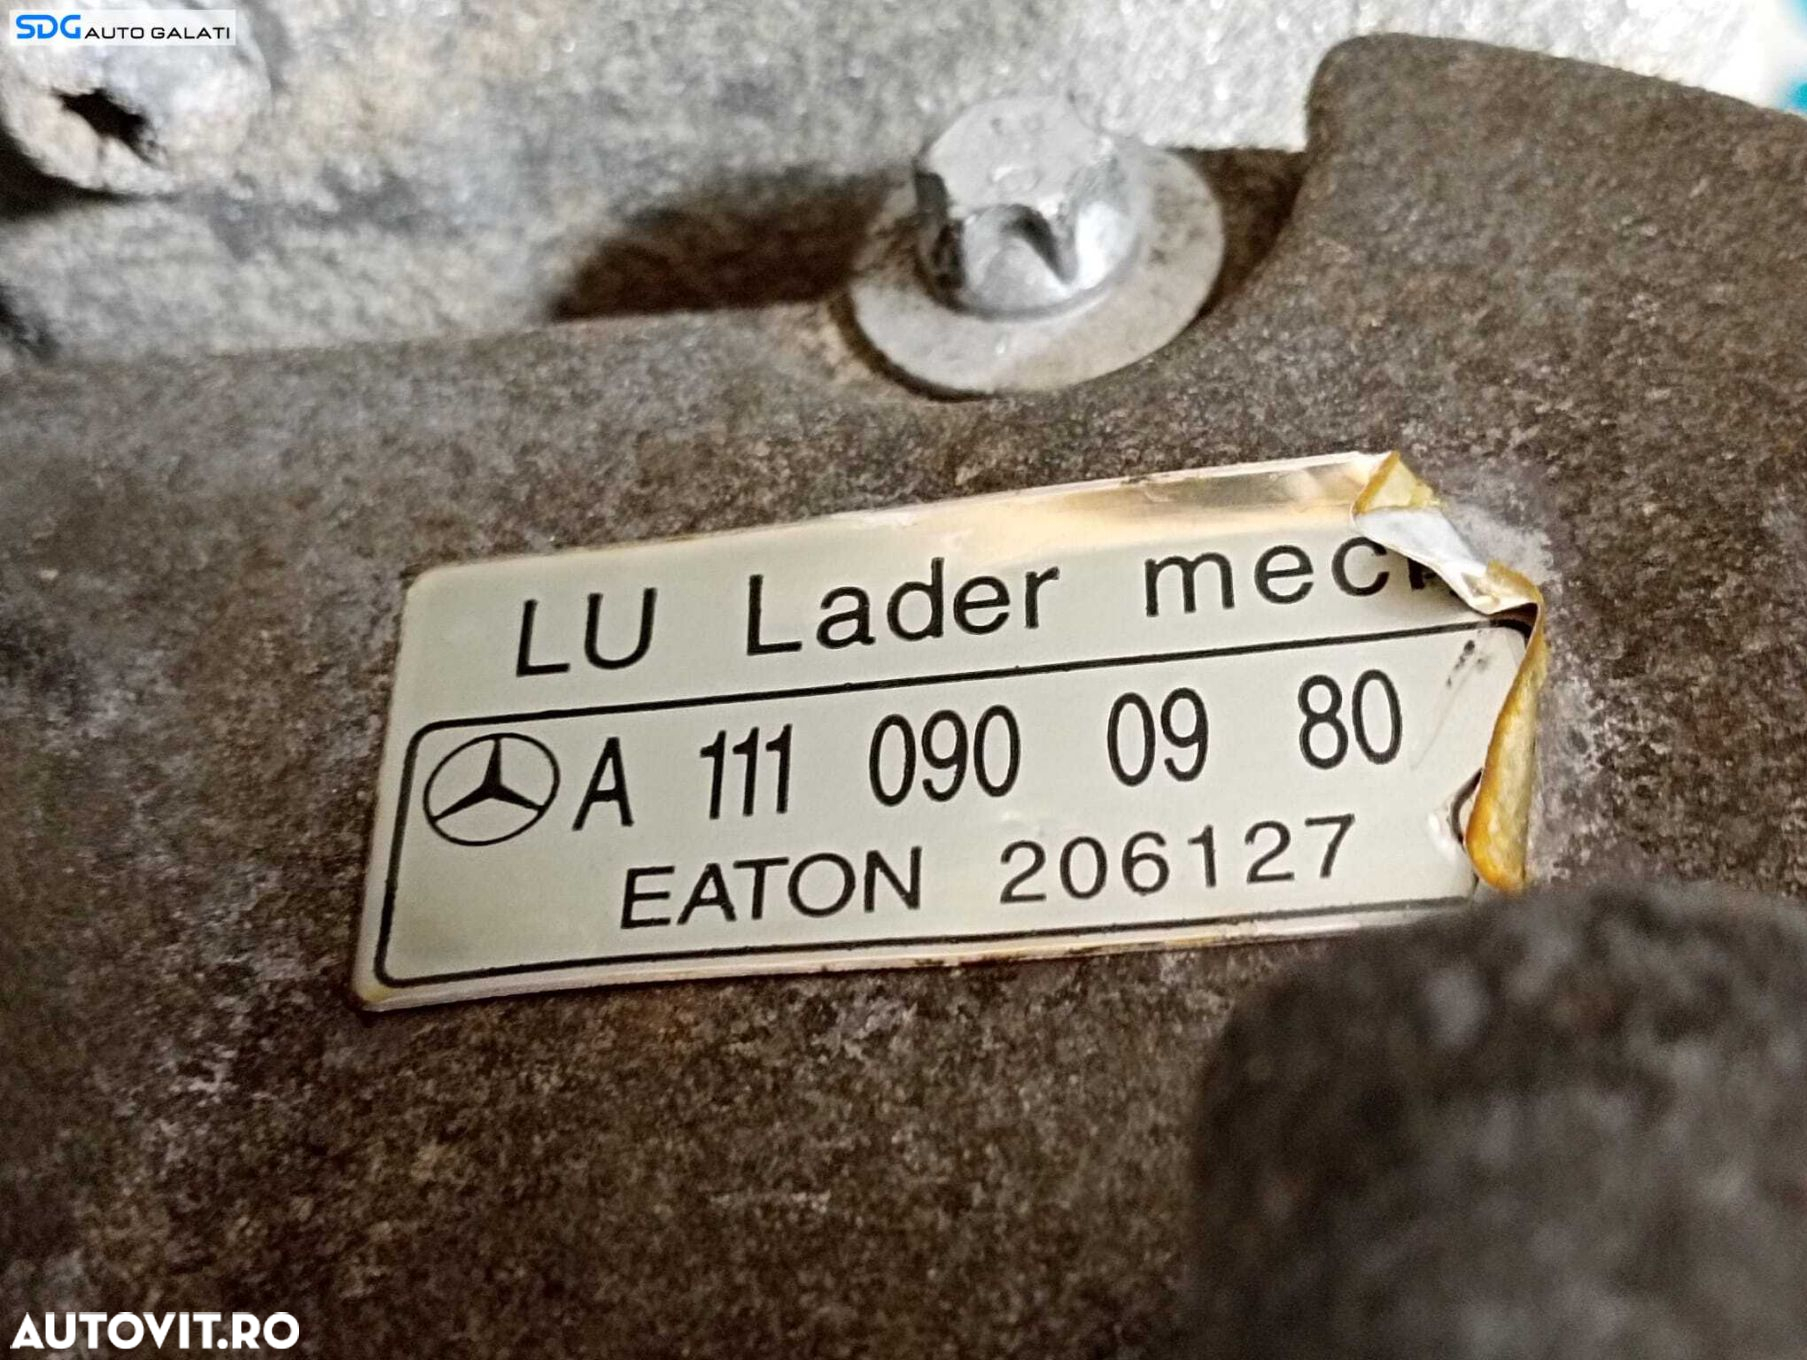 SDG AUTO GALATI
LU Lader mech
A 111 090 09 80
EATON 206127
AUTOVIT.RO